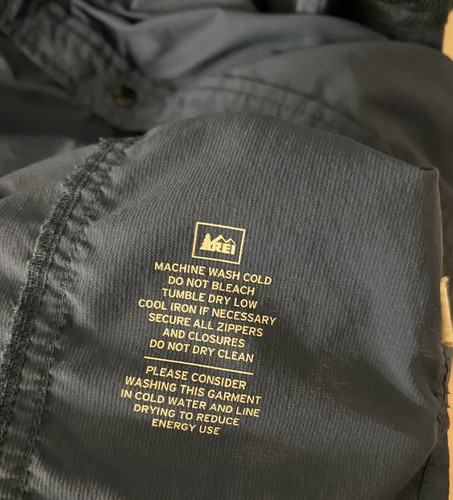 REI
MACHINE WASH COLD
DO NOT BLEACH
TUMBLE DRY LOW
COOL IRON IF NECESSARY
SECURE ALL ZIPPERS
AND CLOSURES
DO NOT DRY CLEAN
PLEASE CONSIDER
WASHING THIS GARMENT
IN COLD WATER AND LINE
DRYING TO REDUCE
ENERGY USE